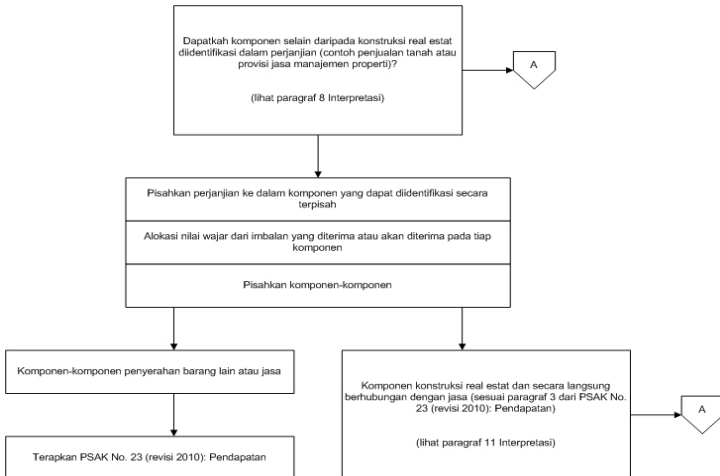 Dapatkah komponen selain daripada konstruksi real estat
diidentifikasi dalam perjanjian (contoh penjualan tanah atau
provisi jasa manajemen properti)?
(lihat paragraf 8 Interpretasi)
A
Pisahkan perjanjian ke dalam komponen yang dapat diidentifikasi secara
terpisah
Alokasi nilai wajar dari imbalan yang diterima atau akan diterima pada tiap
komponen
Pisahkan komponen-komponen
Komponen-komponen penyerahan barang lain atau jasa
Komponen konstruksi real estat dan secara langsung
berhubungan dengan jasa (sesuai paragraf 3 dari PSAK No.
23 (revisi 2010): Pendapatan)
(lihat paragraf 11 Interpretasi)
A
Terapkan PSAK No. 23 (revisi 2010): Pendapatan